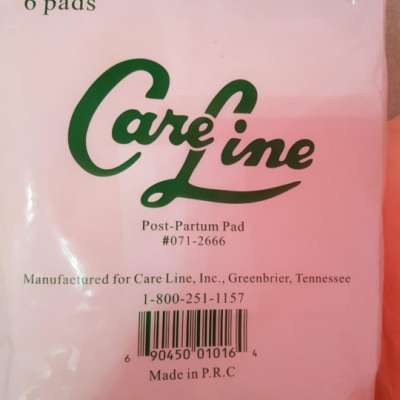 6 pads
Care Line
Post-Partum Pad
#071-2666
Manufactured for Care Line, Inc., Greenbrier, Tennessee
1-800-251-1157
6 90450 01016 4
Made in P.R.C